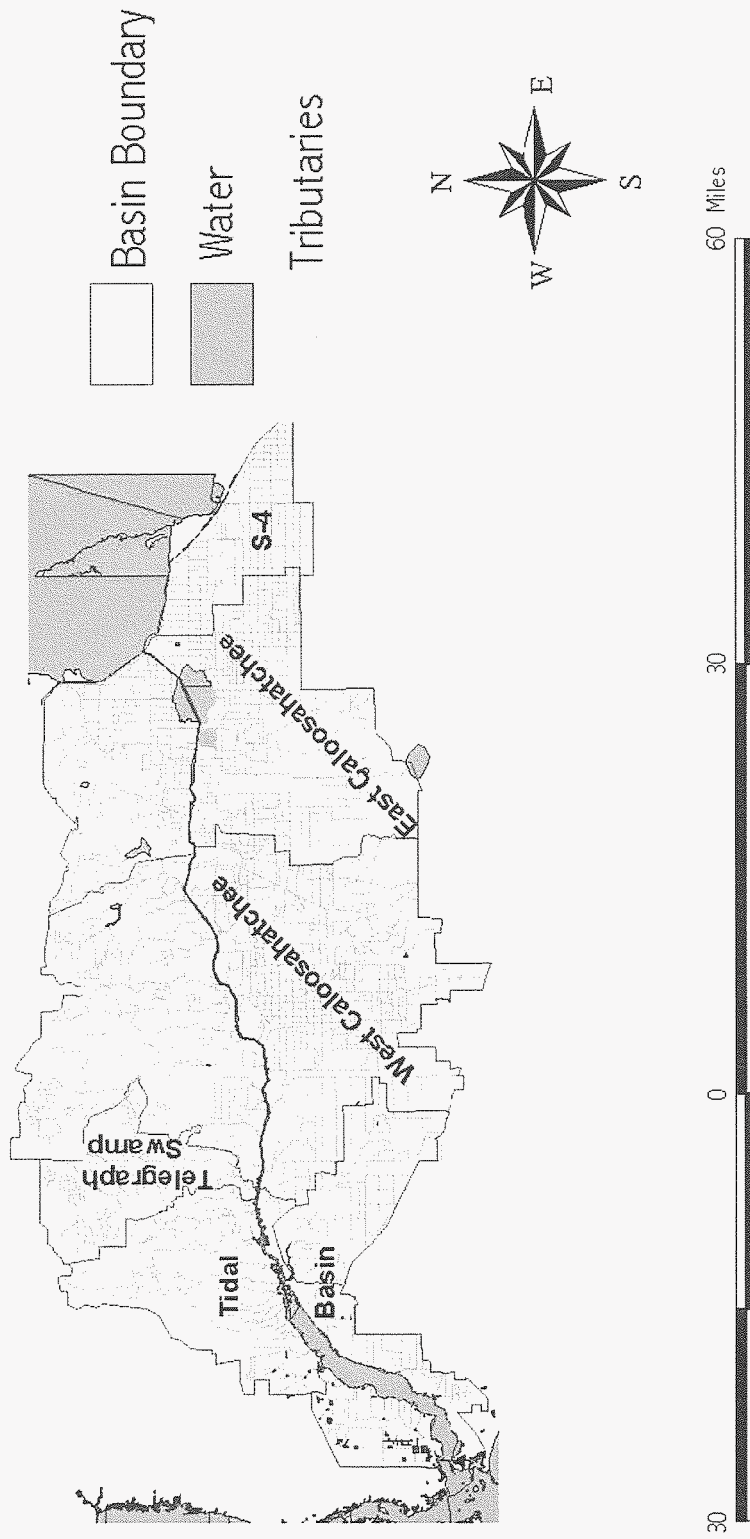 Basin Boundary
Water
Tributaries
N
W
E
S
S-4
East Caloosahatchee
West Caloosahatchee
Telegraph
Swamp
Tidal
Basin
30
0
30
60 Miles